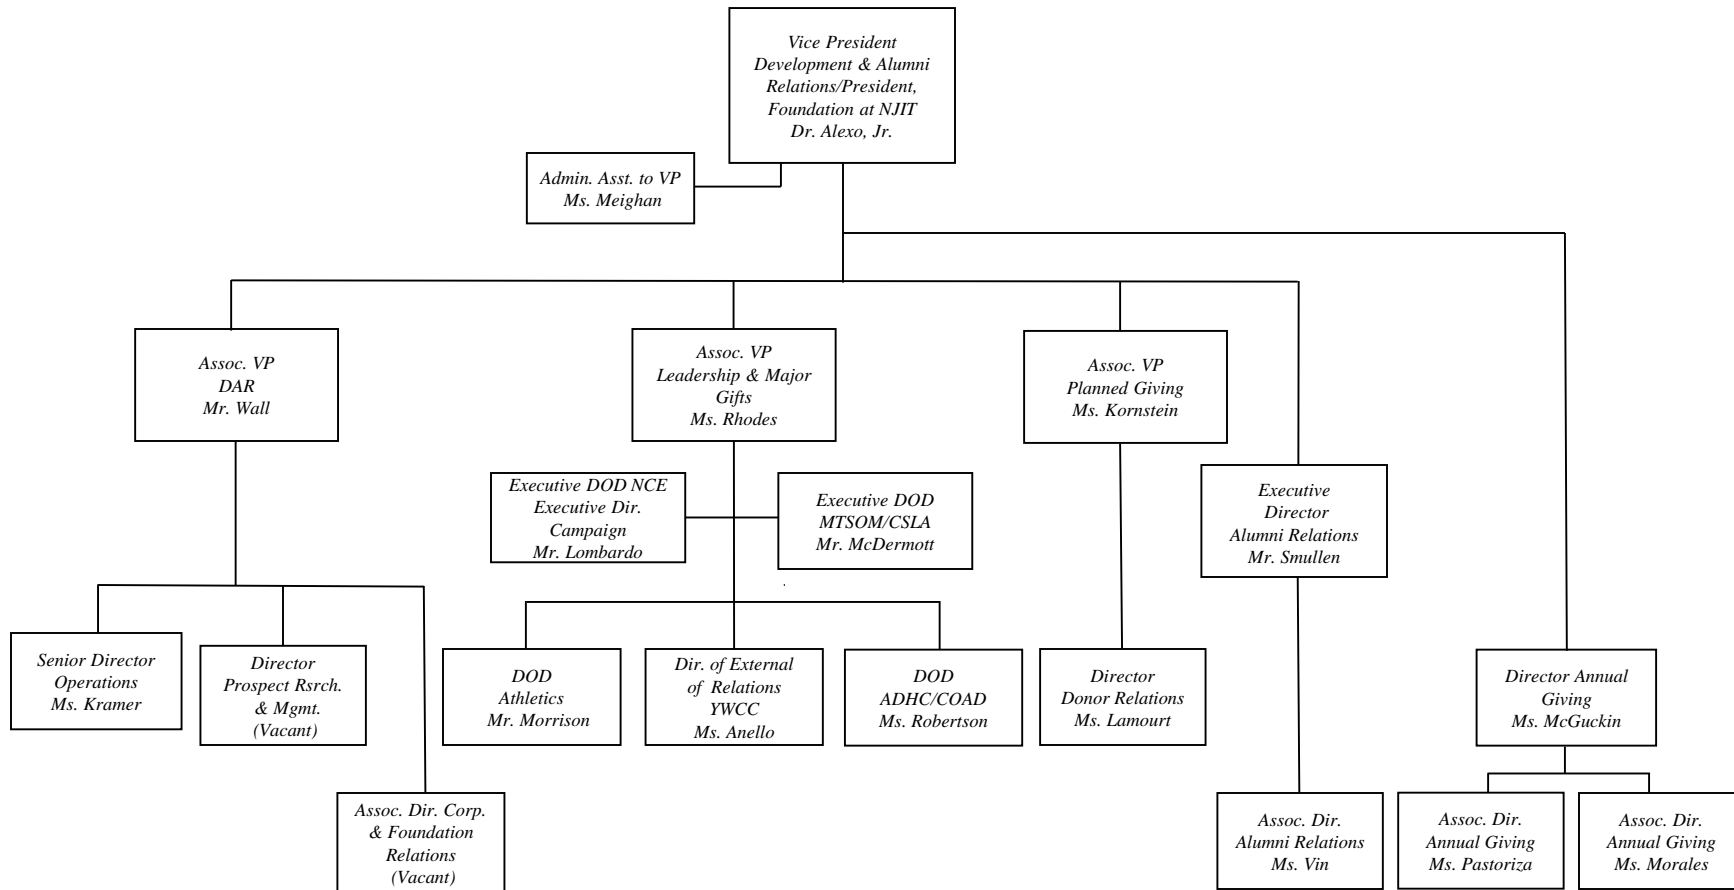 Vice President
Development & Alumni
Relations/President,
Foundation at NJIT
Dr. Alexo, Jr.
Admin. Asst. to VP
Ms. Meighan
Assoc. VP
DAR
Mr. Wall
Assoc. VP
Leadership & Major
Gifts
Ms. Rhodes
Assoc. VP
Planned Giving
Ms. Kornstein
Executive DOD NCE
Executive Dir.
Campaign
Mr. Lombardo
Executive DOD
MTSOM/CSLA
Mr. McDermott
Executive
Director
Alumni Relations
Mr. Smullen
Senior Director
Operations
Ms. Kramer
Director
Prospect Rsrch.
& Mgmt.
(Vacant)
DOD
Athletics
Mr. Morrison
Dir. of External
of Relations
YWCC
Ms. Anello
DOD
ADHC/COAD
Ms. Robertson
Director
Donor Relations
Ms. Lamourt
Director Annual
Giving
Ms. McGuckin
Assoc. Dir. Corp.
& Foundation
Relations
(Vacant)
Assoc. Dir.
Alumni Relations
Ms. Vin
Assoc. Dir.
Annual Giving
Ms. Pastoriza
Assoc. Dir.
Annual Giving
Ms. Morales